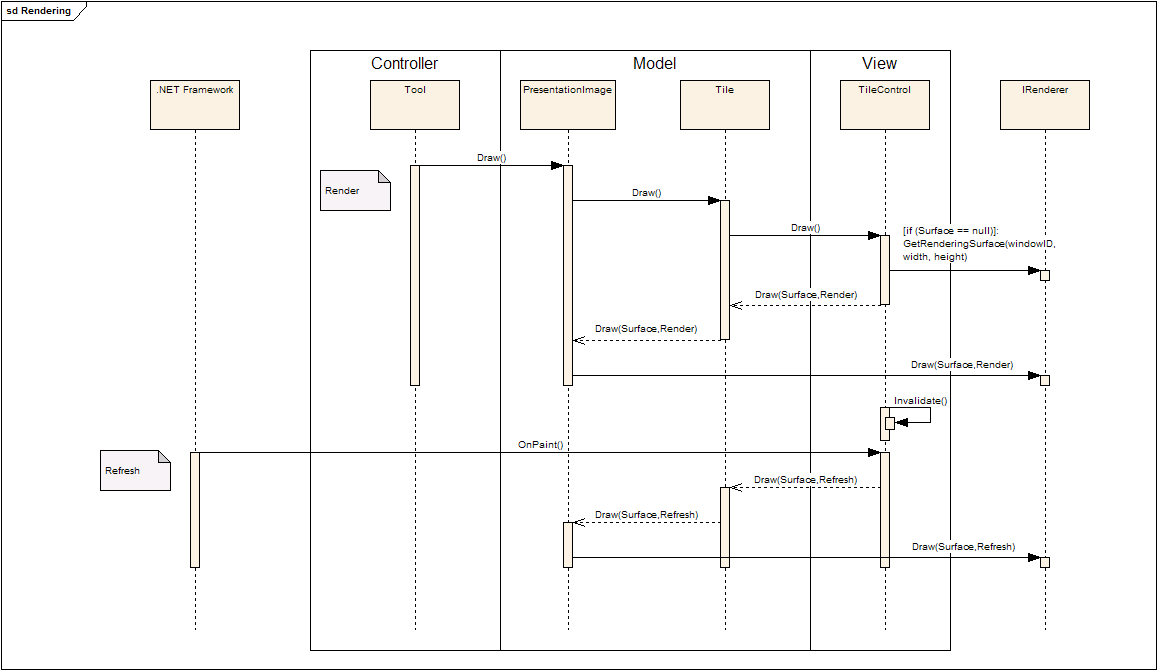 sd Rendering
Controller
Model
View
.NET Framework
Tool
PresentationImage
Tile
TileControl
IRenderer
Draw()
Render
Draw()
Draw()
[if (Surface == null)]:
GetRenderingSurface(windowID,
width, height)
Draw(Surface,Render)
Draw(Surface,Render)
Draw(Surface,Render)
Invalidate()
OnPaint()
Refresh
Draw(Surface,Refresh)
Draw(Surface,Refresh)
Draw(Surface,Refresh)